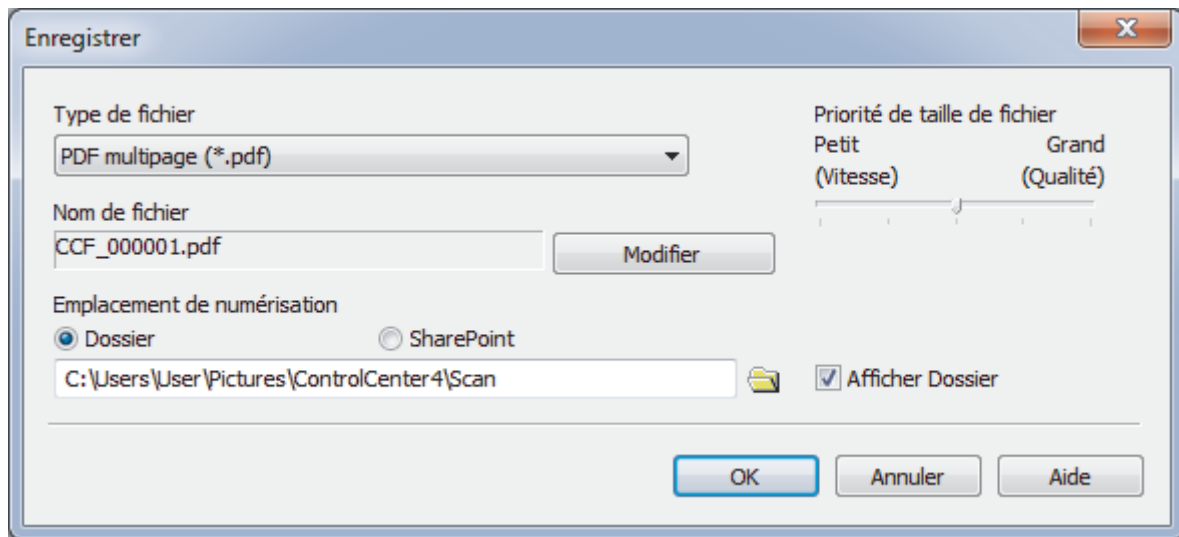 Enregistrer
Type de fichier
PDF multipage (*.pdf)
Priorité de taille de fichier
Petit Grand
(Vitesse) (Qualité)
Nom de fichier
CCF_000001.pdf
Modifier
Emplacement de numérisation
Dossier SharePoint
C:\Users\User\Pictures\ControlCenter4\Scan
Afficher Dossier
OK Annuler Aide